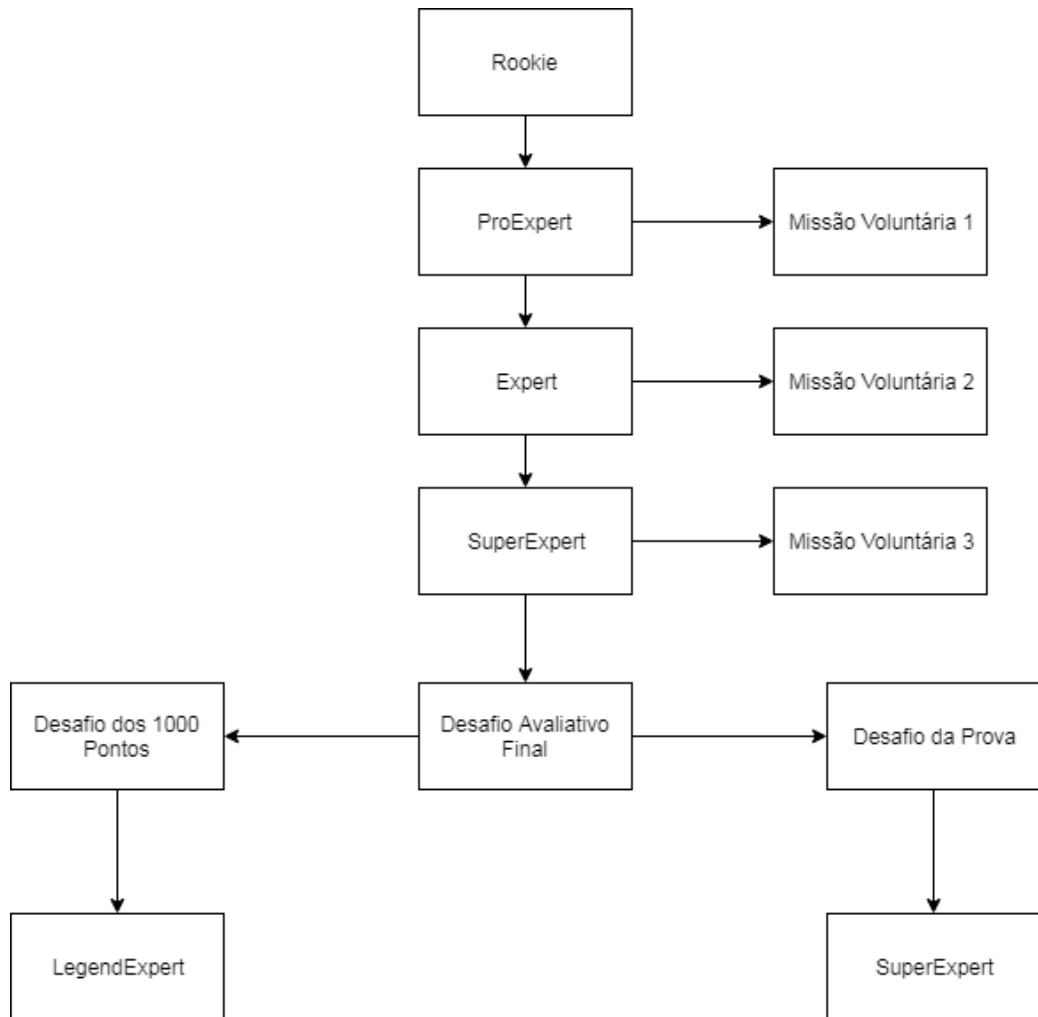 Rookie
ProExpert
Missão Voluntária 1
Expert
Missão Voluntária 2
SuperExpert
Missão Voluntária 3
Desafio dos 1000
Pontos
Desafio Avaliativo
Final
Desafio da Prova
LegendExpert
SuperExpert